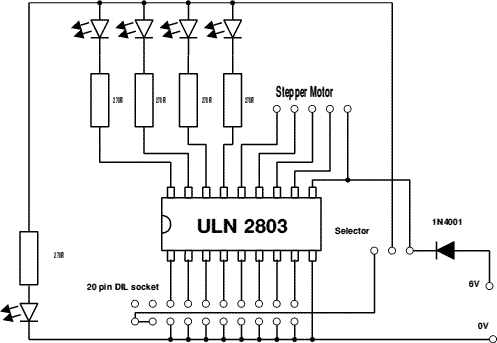 270R
270R
270R
270R
Stepper Motor
ULN 2803
Selector
1N4001
270R
20 pin DIL socket
6V
0V